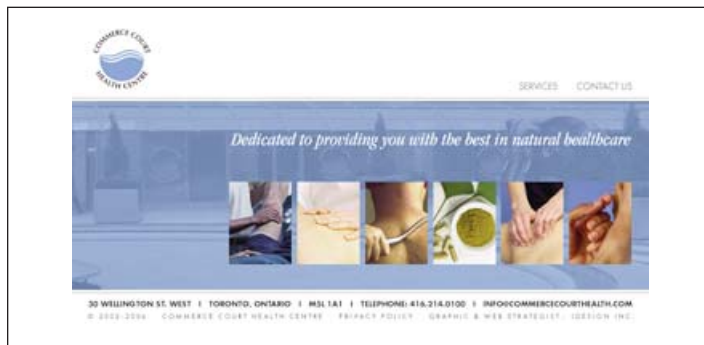 COMMERCE COURT
HEALTH CENTRE
SERVICES CONTACT US
Dedicated to providing you with the best in natural healthcare
30 WELLINGTON ST. WEST | TORONTO, ONTARIO | M5L 1A1 | TELEPHONE: 416.214.0100 | INFO@COMMERCECOURTHEALTH.COM
© 2002-2006 COMMERCE COURT HEALTH CENTRE PRIVACY POLICY GRAPHIC & WEB STRATEGIST: IDESIGN INC.